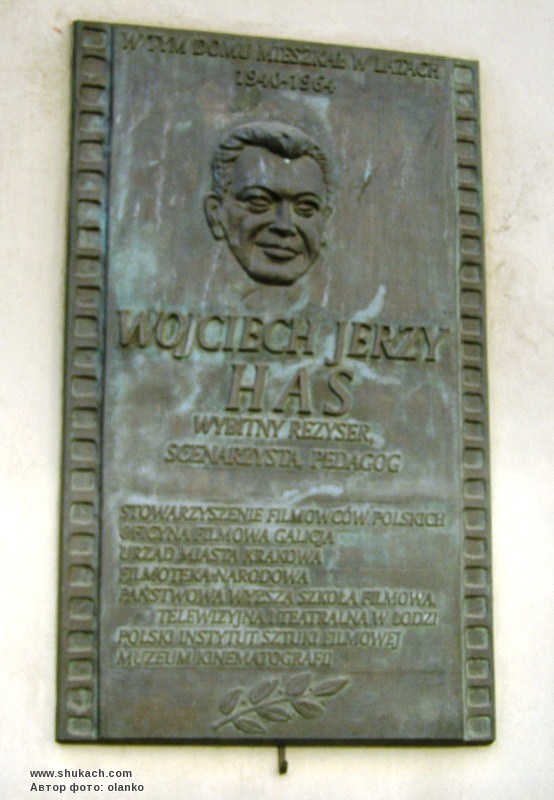 W TYM DOMU MIESZKAŁ W LATACH
1940-1964
WOJCIECH JERZY
HAS
WYBITNY REŻYSER,
SCENARZYSTA, PEDAGOG
STOWARZYSZENIE FILMOWCÓW POLSKICH
OFICYNA FILMOWA GALICJA
URZĄD MIASTA KRAKOWA
FILMOTEKA NARODOWA
PAŃSTWOWA WYŻSZA SZKOŁA FILMOWA,
TELEWIZYJNA I TEATRALNA W ŁODZI
POLSKI INSTYTUT SZTUKI FILMOWEJ
MUZEUM KINEMATOGRAFII
www.shukach.com
Автор фото: olanko